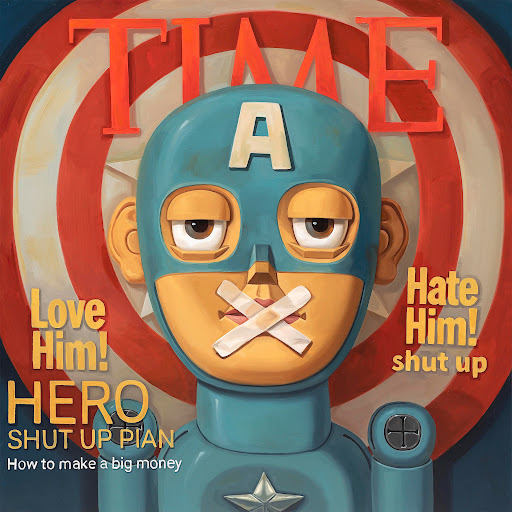 TIME
A
Love
Him!
Hate
Him!
shut up
HERO
SHUT UP PIAN
How to make a big money